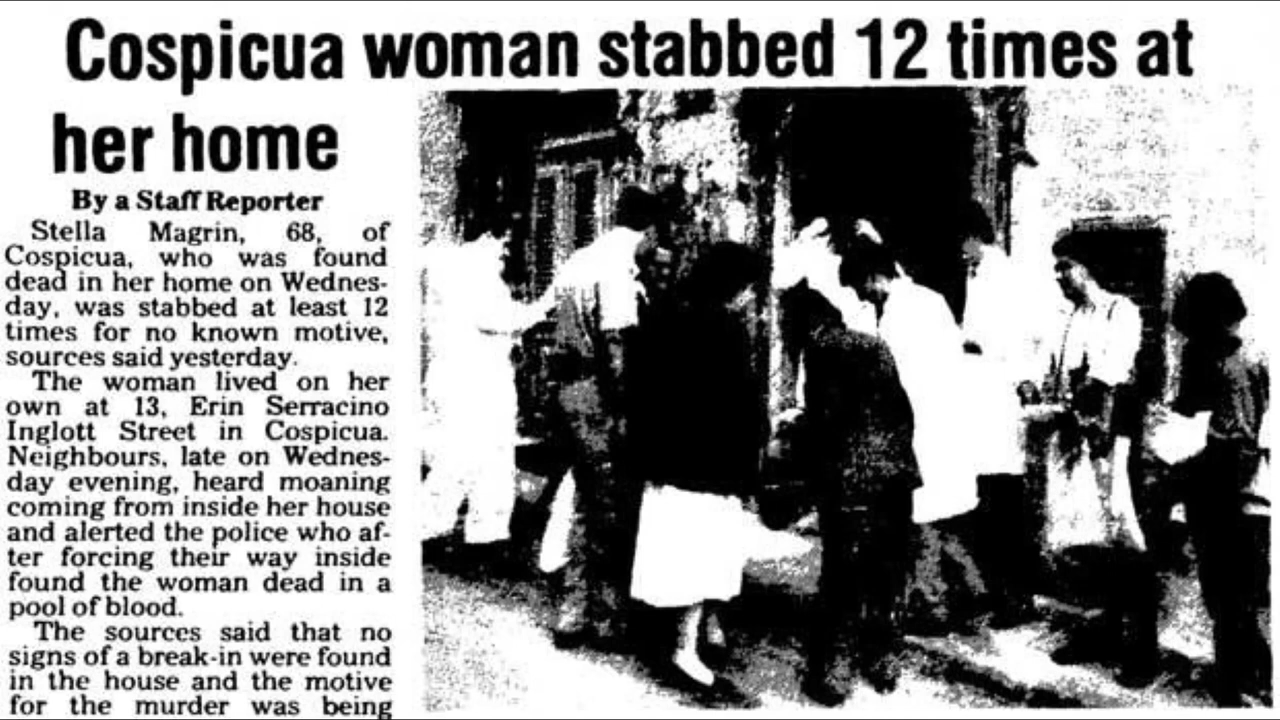 Cospicua woman stabbed 12 times at
her home
By a Staff Reporter
Stella Magrin, 68, of
Cospicua, who was found
dead in her home on Wednes-
day, was stabbed at least 12
times for no known motive,
sources said yesterday.
The woman lived on her
own at 13, Erin Serracino
Inglott Street in Cospicua.
Neighbours, late on Wednes-
day evening, heard moaning
coming from inside her house
and alerted the police who af-
ter forcing their way inside
found the woman dead in a
pool of blood.
The sources said that no
signs of a break-in were found
in the house and the motive
for the murder was being